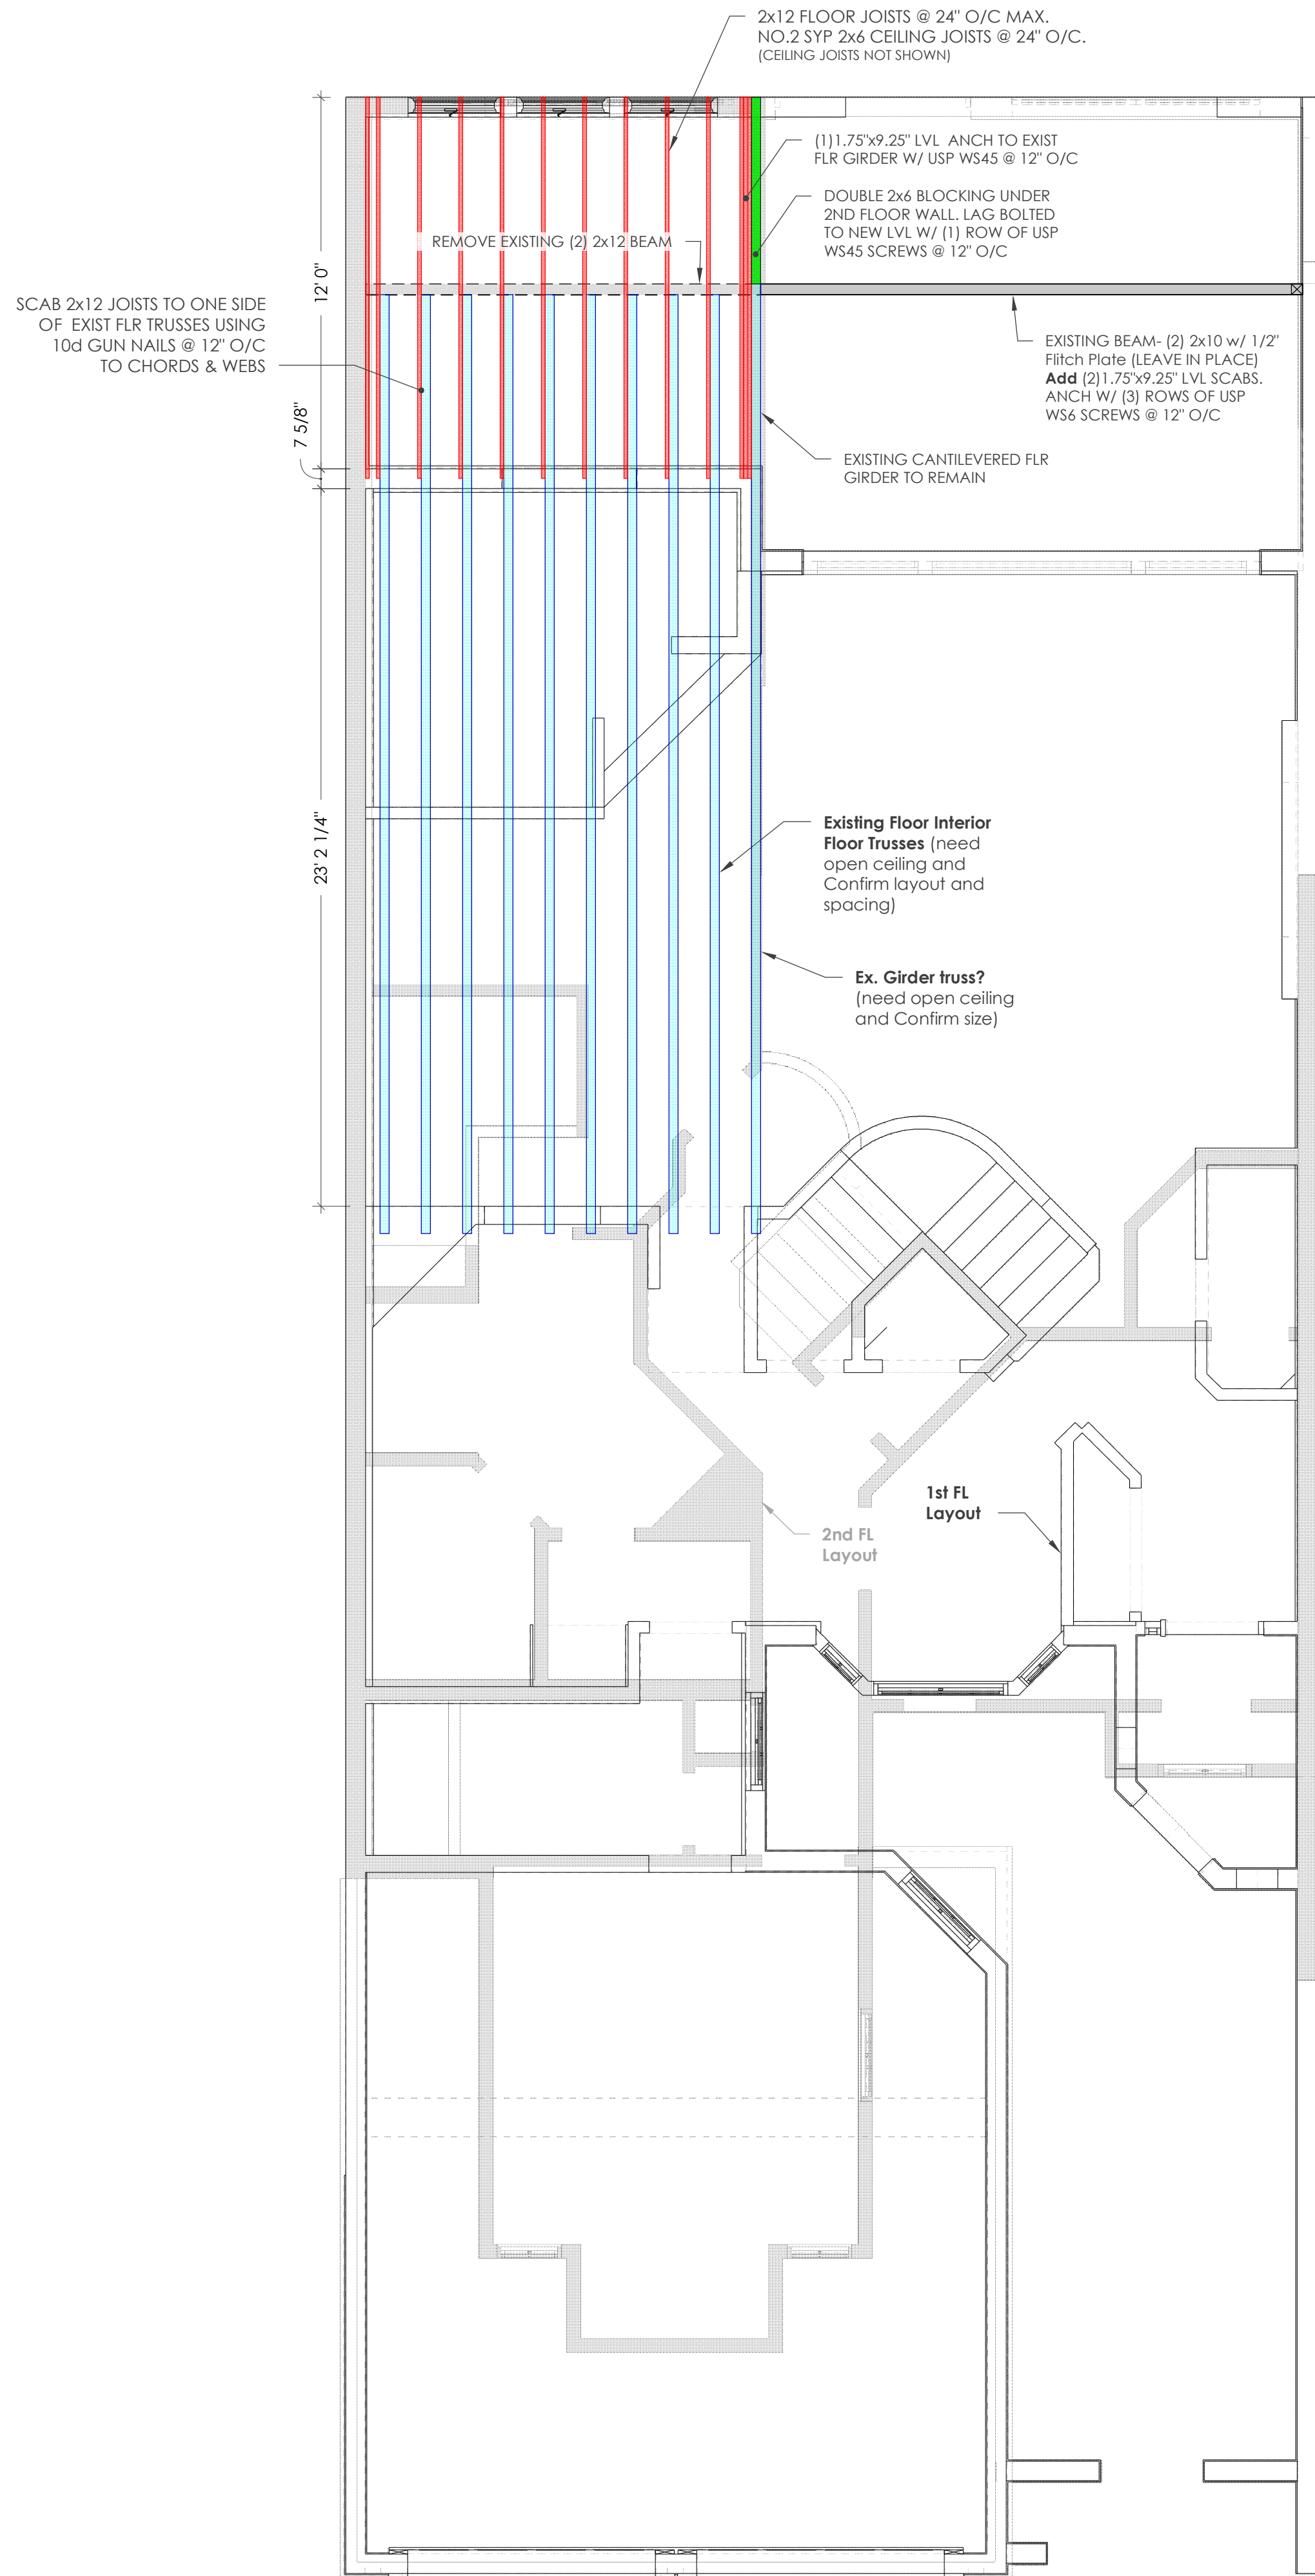 2x12 FLOOR JOISTS @ 24" O/C MAX.
NO.2 SYP 2x6 CEILING JOISTS @ 24" O/C.
(CEILING JOISTS NOT SHOWN)
(1)1.75"x9.25" LVL ANCH TO EXIST
FLR GIRDER W/ USP WS45 @ 12" O/C
DOUBLE 2x6 BLOCKING UNDER
2ND FLOOR WALL. LAG BOLTED
TO NEW LVL W/ (1) ROW OF USP
WS45 SCREWS @ 12" O/C
REMOVE EXISTING (2) 2x12 BEAM
12' 0"
SCAB 2x12 JOISTS TO ONE SIDE
OF EXIST FLR TRUSSES USING
10d GUN NAILS @ 12" O/C
TO CHORDS & WEBS
EXISTING BEAM- (2) 2x10 w/ 1/2"
Flitch Plate (LEAVE IN PLACE)
Add (2)1.75"x9.25" LVL SCABS.
ANCH W/ (3) ROWS OF USP
WS6 SCREWS @ 12" O/C
7 5/8"
EXISTING CANTILEVERED FLR
GIRDER TO REMAIN
23' 2 1/4"
Existing Floor Interior
Floor Trusses (need
open ceiling and
Confirm layout and
spacing)
Ex. Girder truss?
(need open ceiling
and Confirm size)
1st FL
Layout
2nd FL
Layout